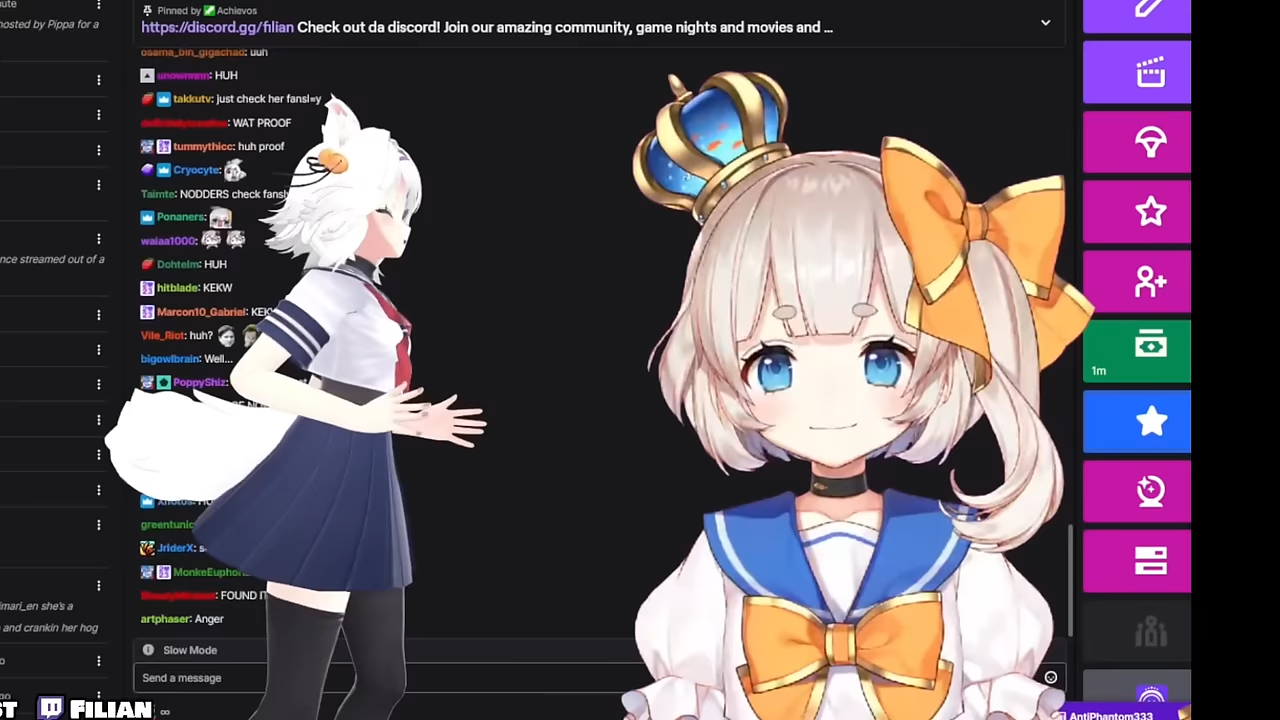 Pinned by Achievos
hosted by Pippa for a
https://discord.gg/filian Check out da discord! Join our amazing community, game nights and movies and ...
osama_bin_gigachad: uuh
HUH
takkutv: just check her fansl=y
WAT PROOF
tummythicc: huh proof
Cryocyte:
Taimte: NODDERS check fansl
Ponaners:
waiaa1000:
nce streamed out of a
Dohtelm: HUH
hitblade: KEKW
Marcon10_Gabriel: KEK
Vile_Riot: huh?
bigowlbrain: Well...
1m
PoppyShiz:
greentunic
JriderX: s
MonkeEuphor
FOUND IT
imari_en she's a
artphaser: Anger
and crankin her hog
Slow Mode
Send a message
ST FILIAN
AntiPhantom333